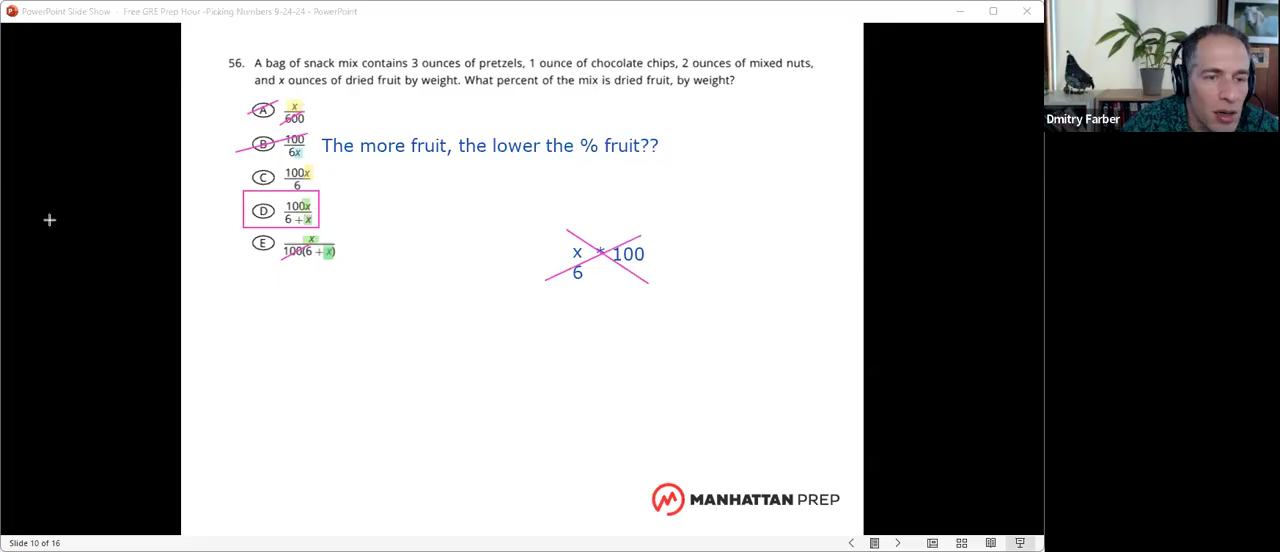 PowerPoint Slide Show - Free GRE Prep Hour -Picking Numbers 9-24-24 - PowerPoint
56. A bag of snack mix contains 3 ounces of pretzels, 1 ounce of chocolate chips, 2 ounces of mixed nuts,
and x ounces of dried fruit by weight. What percent of the mix is dried fruit, by weight?
A x
600
B 100
6x
The more fruit, the lower the % fruit??
C 100x
6
D 100x
6 + x
E x
100(6 + x)
x * 100
6
MANHATTAN PREP
Dmitry Farber
Slide 10 of 16